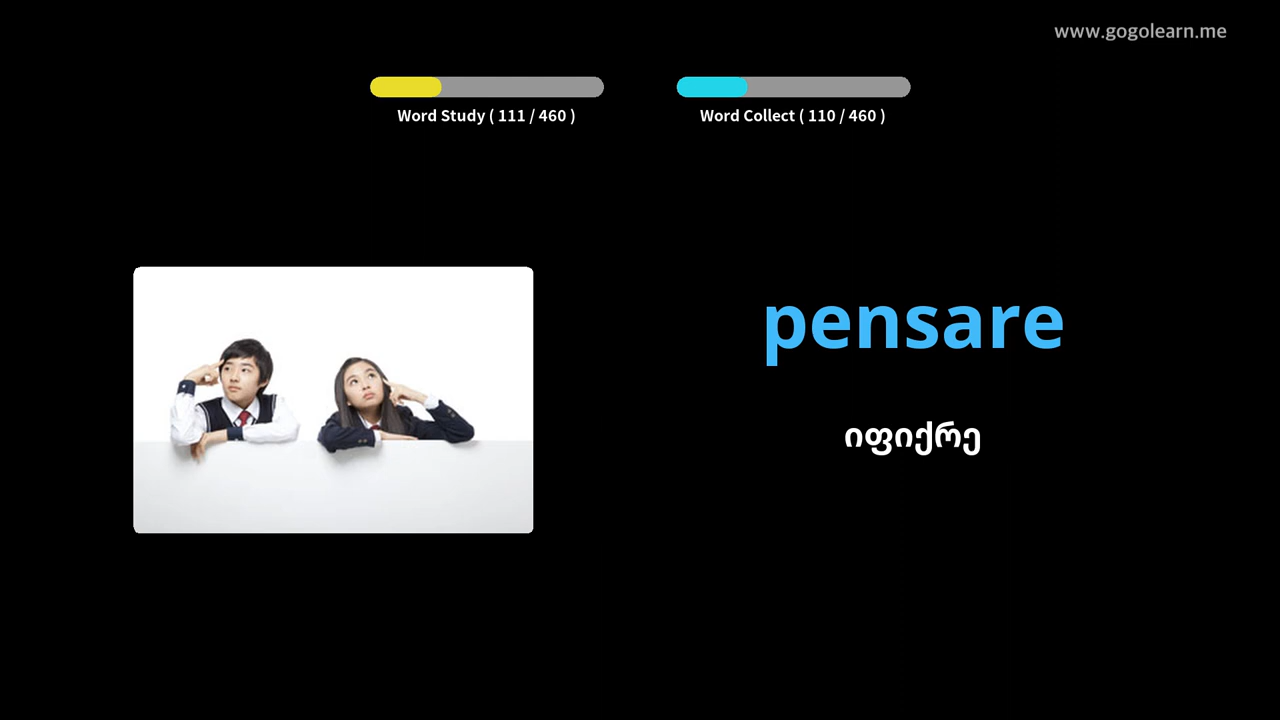 www.gogolearn.me
Word Study ( 111 / 460 )
Word Collect ( 110 / 460 )
pensare
იფიქრე